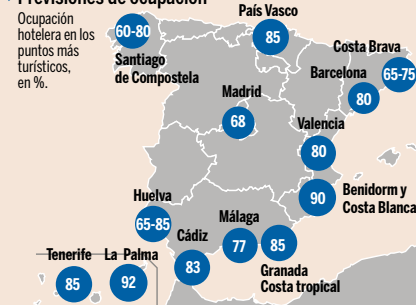 Previsiones de ocupación
Ocupación
hotelera en los
puntos más
turísticos,
en %.
60-80
Santiago
de Compostela
País Vasco
85
Costa Brava
65-75
Barcelona
80
Madrid
68
Valencia
80
90
Benidorm y
Costa Blanca
Huelva
65-85
Cádiz
83
Málaga
77
85
Granada
Costa tropical
Tenerife
85
La Palma
92